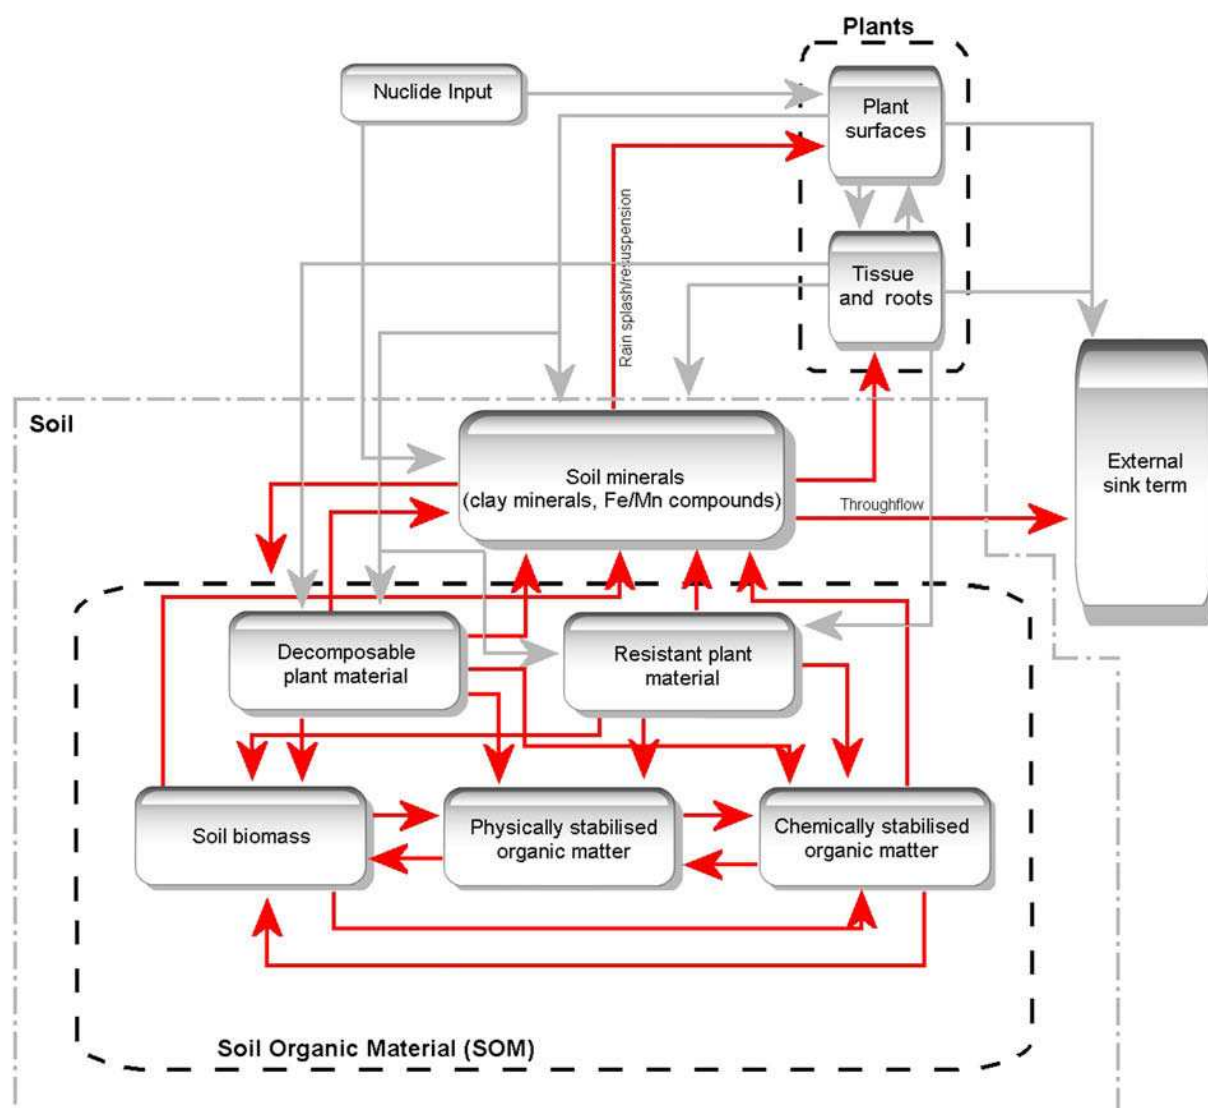 Plants
Nuclide Input
Plant
surfaces
Rain splash/resuspension
Tissue
and roots
Soil
Soil minerals
(clay minerals, Fe/Mn compounds)
Throughflow
External
sink term
Decomposable
plant material
Resistant plant
material
Soil biomass
Physically stabilised
organic matter
Chemically stabilised
organic matter
Soil Organic Material (SOM)